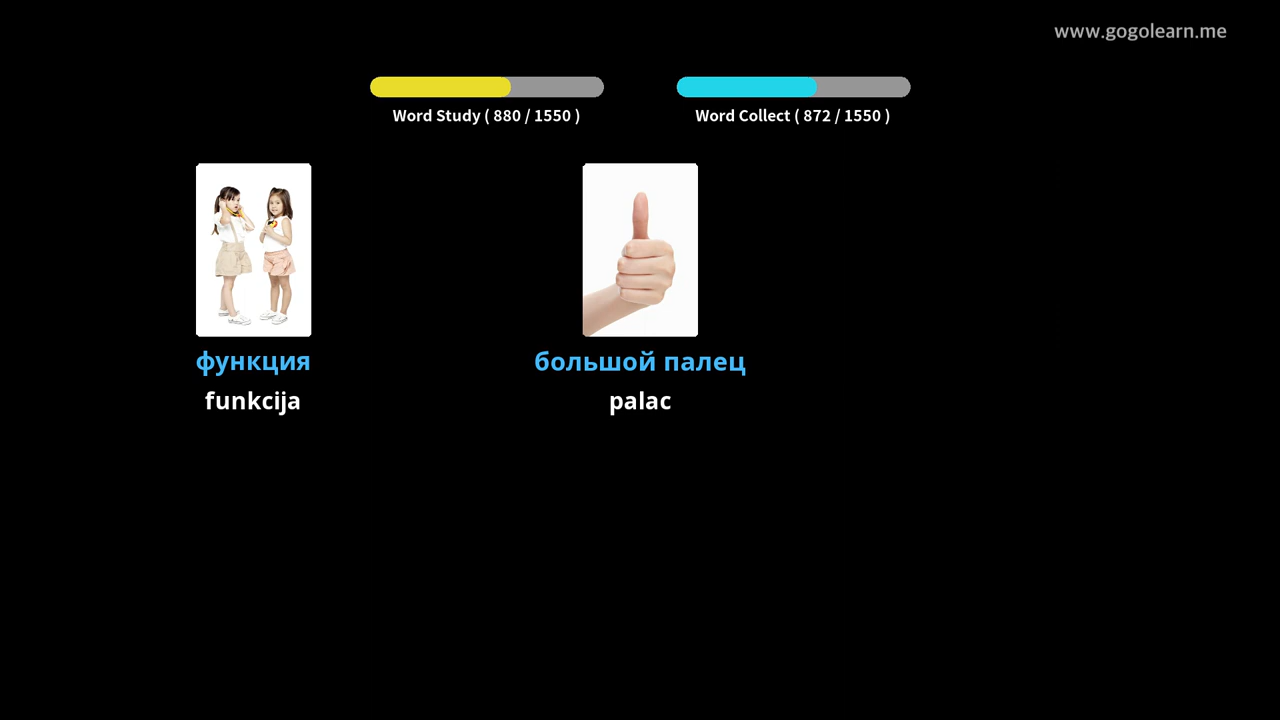 www.gogolearn.me
Word Study ( 880 / 1550 )
Word Collect ( 872 / 1550 )
функция
funkcija
большой палец
palac